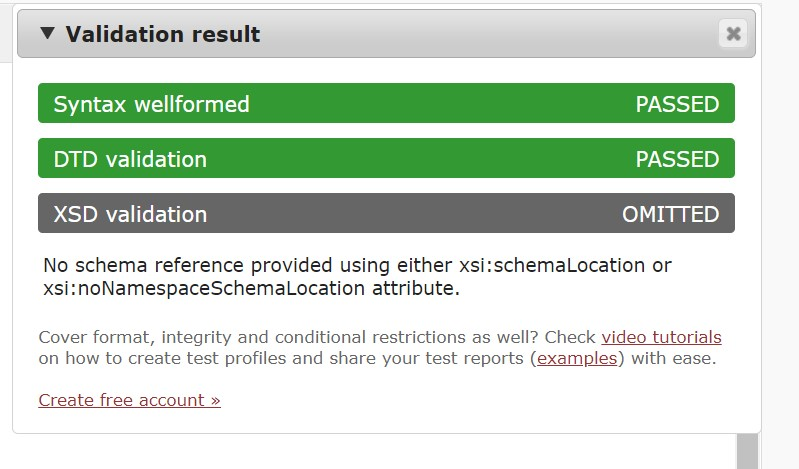 Validation result
Syntax wellformed PASSED
DTD validation PASSED
XSD validation OMITTED
No schema reference provided using either xsi:schemaLocation or
xsi:noNamespaceSchemaLocation attribute.
Cover format, integrity and conditional restrictions as well? Check video tutorials
on how to create test profiles and share your test reports (examples) with ease.
Create free account »